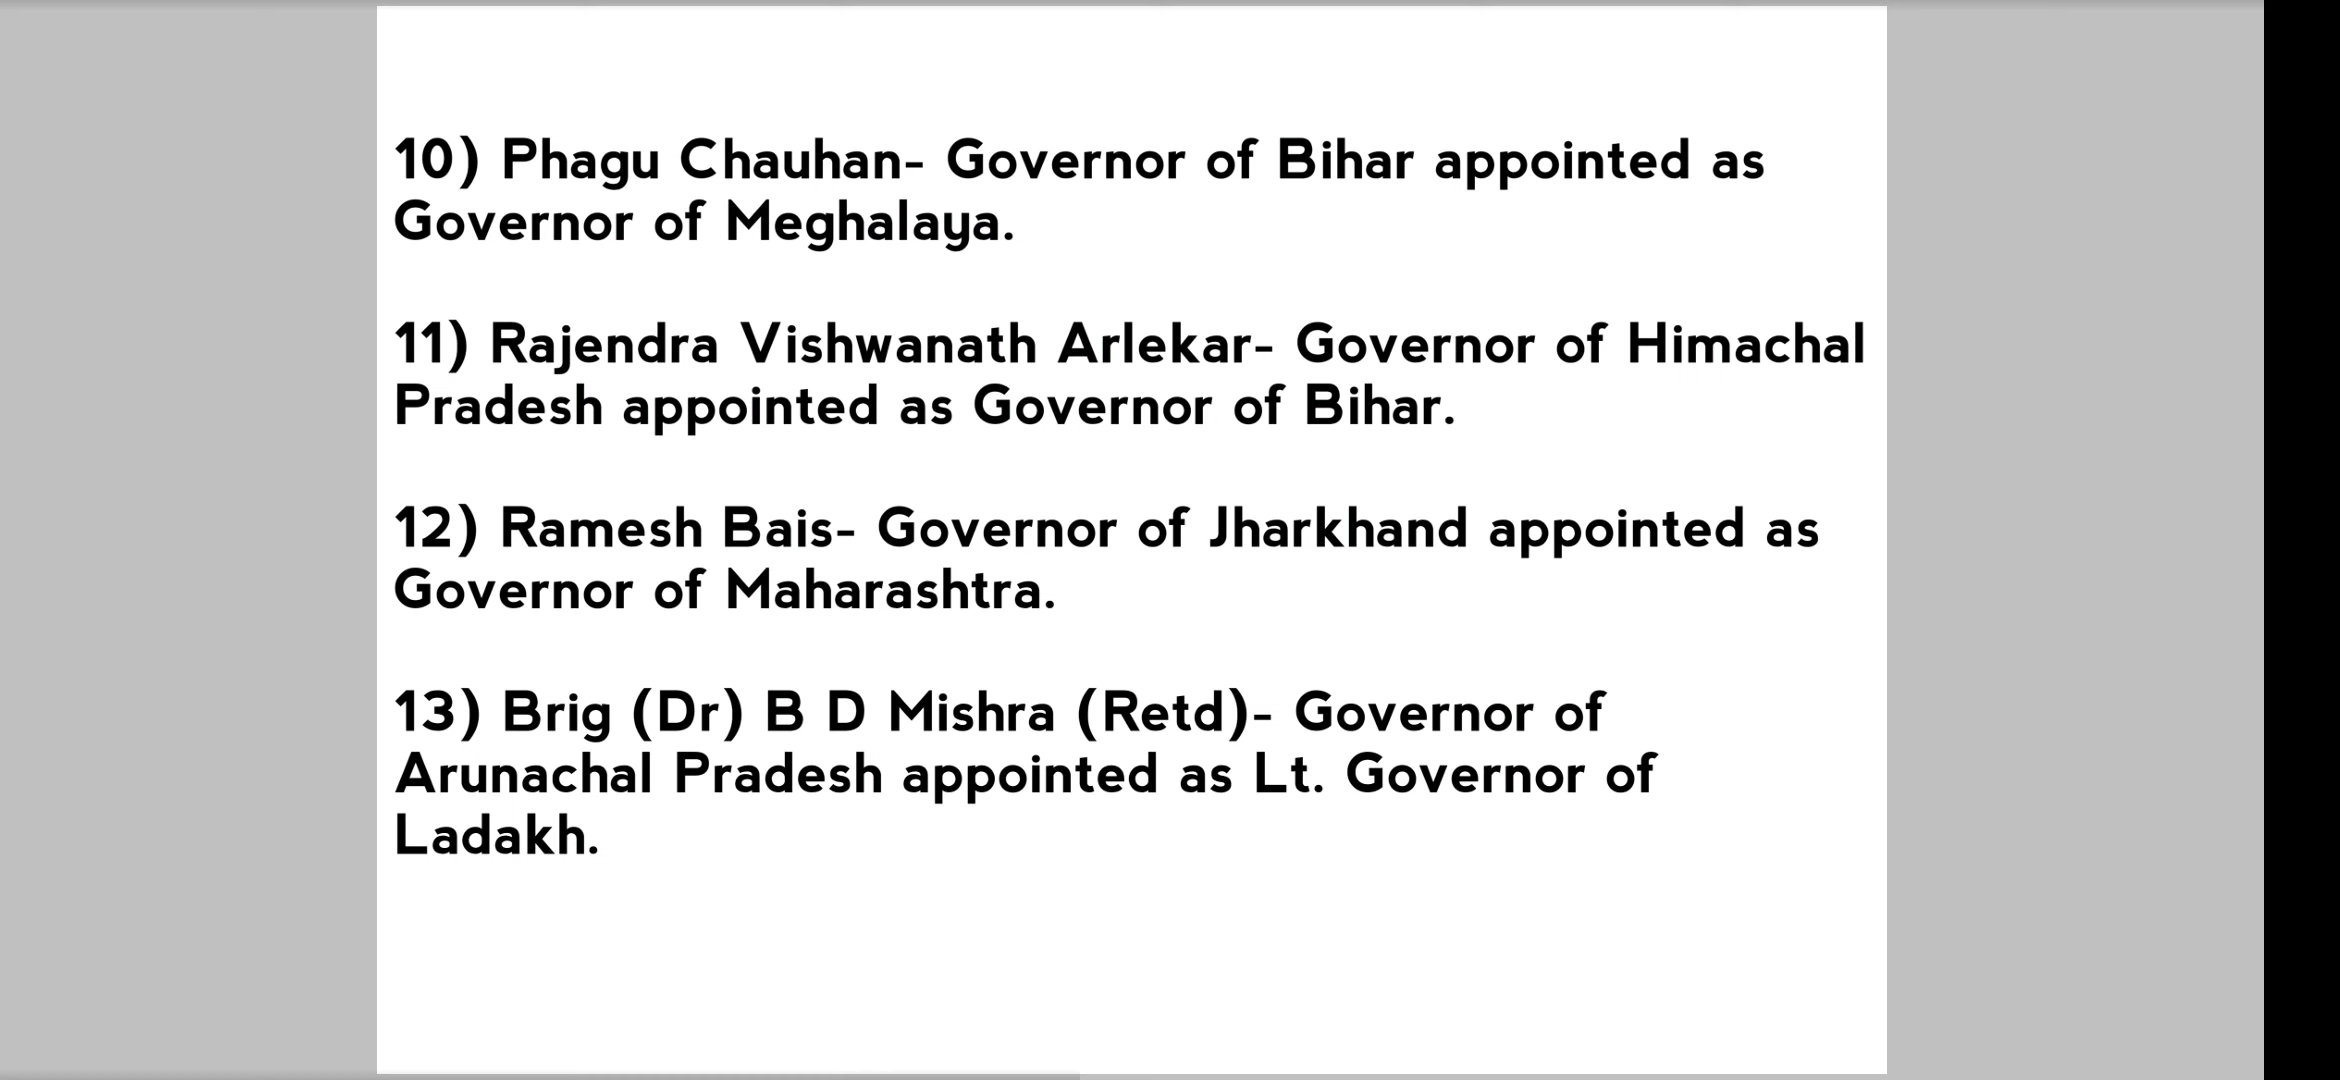 10) Phagu Chauhan- Governor of Bihar appointed as
Governor of Meghalaya.
11) Rajendra Vishwanath Arlekar- Governor of Himachal
Pradesh appointed as Governor of Bihar.
12) Ramesh Bais- Governor of Jharkhand appointed as
Governor of Maharashtra.
13) Brig (Dr) B D Mishra (Retd)- Governor of
Arunachal Pradesh appointed as Lt. Governor of
Ladakh.